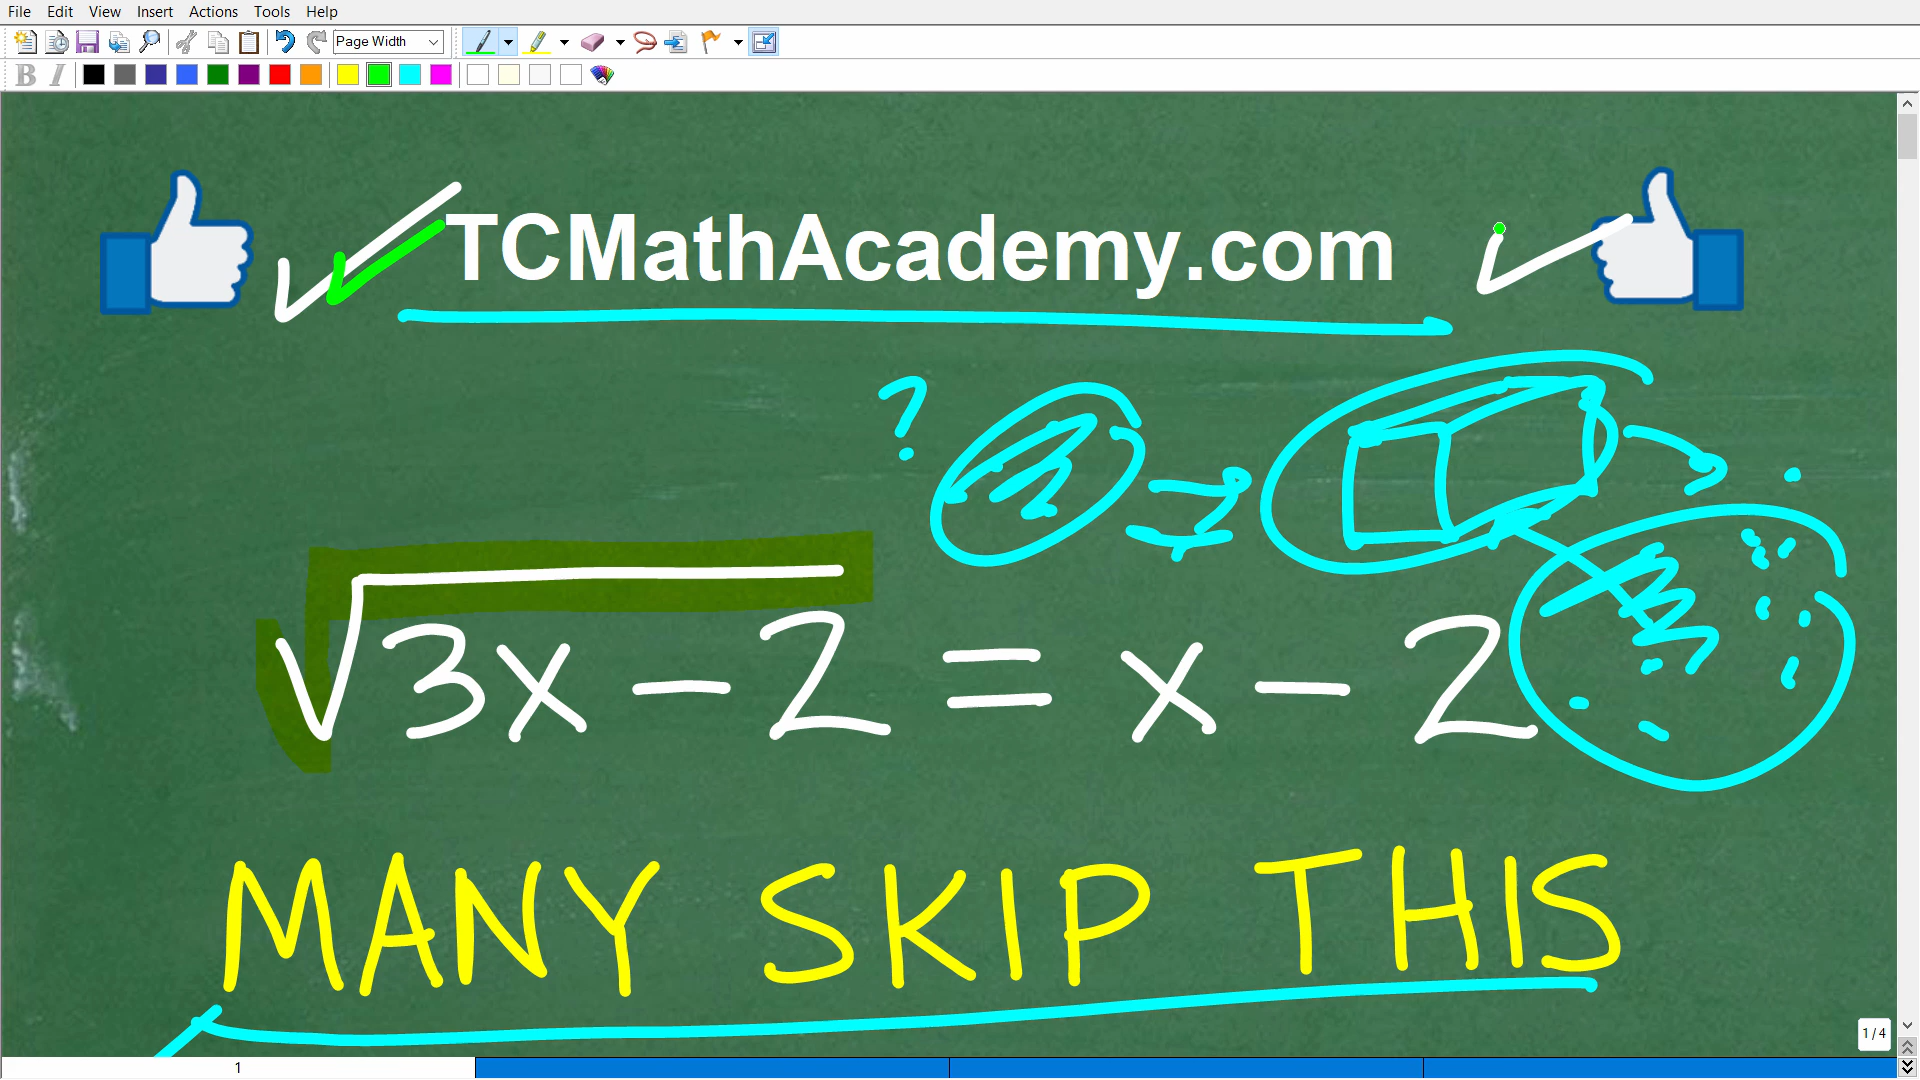 File Edit View Insert Actions Tools Help
Page Width
B I
TCMathAcademy.com
?
√3x - 2 = x - 2
MANY SKIP THIS
1 / 4
1